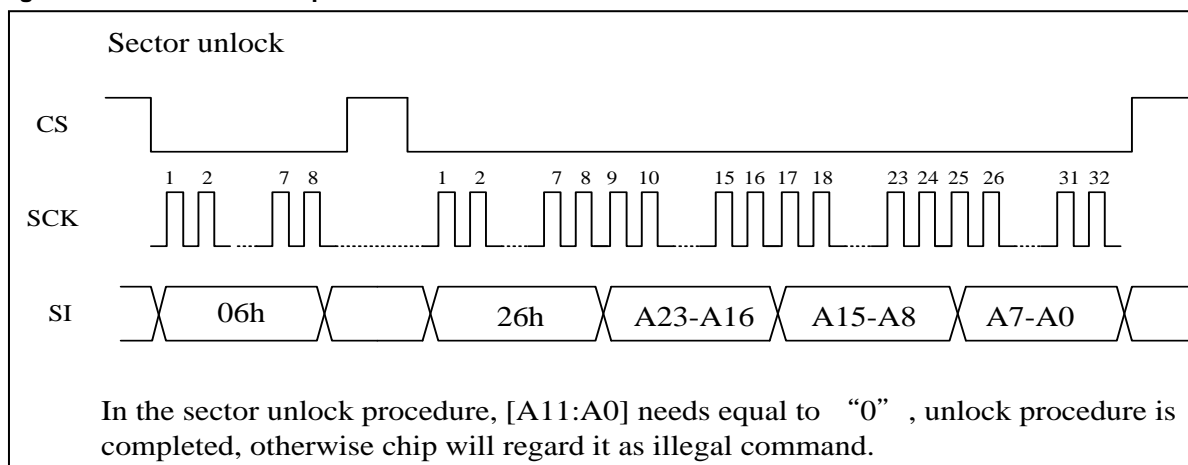 Sector unlock
CS
1 2 7 8 1 2 7 8 9 10 15 16 17 18 23 24 25 26 31 32
SCK
SI 06h 26h A23-A16 A15-A8 A7-A0
In the sector unlock procedure, [A11:A0] needs equal to “0”, unlock procedure is
completed, otherwise chip will regard it as illegal command.